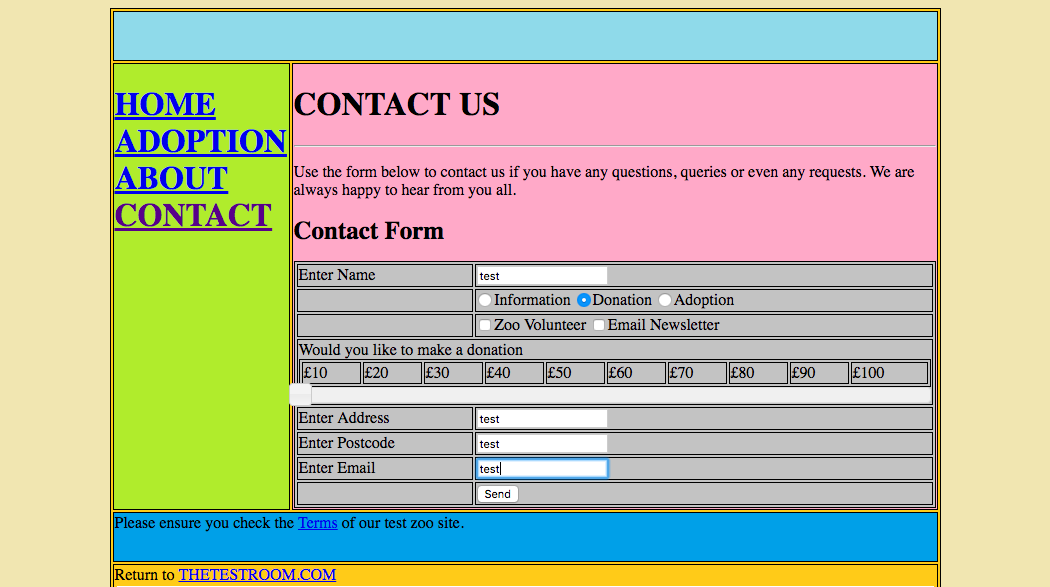 HOME
ADOPTION
ABOUT
CONTACT
CONTACT US
Use the form below to contact us if you have any questions, queries or even any requests. We are
always happy to hear from you all.
Contact Form
Enter Name test
Information Donation Adoption
Zoo Volunteer Email Newsletter
Would you like to make a donation
£10 £20 £30 £40 £50 £60 £70 £80 £90 £100
Enter Address test
Enter Postcode test
Enter Email test
Send
Please ensure you check the Terms of our test zoo site.
Return to THETESTROOM.COM